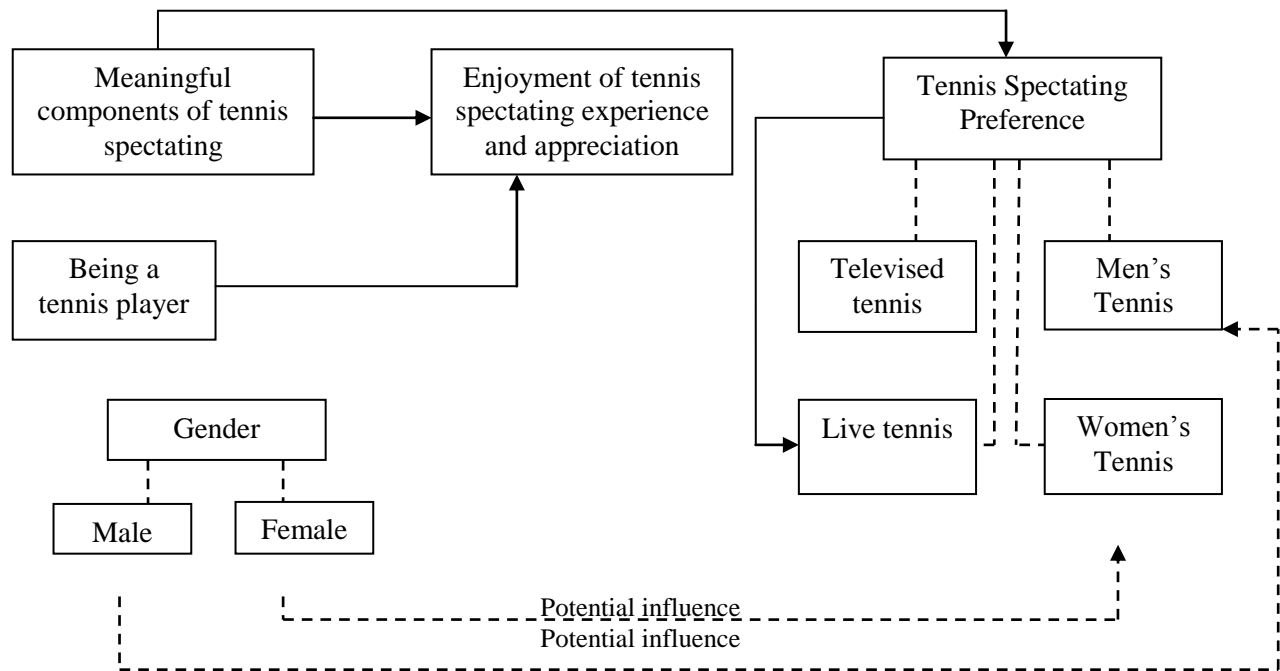 Meaningful
components of tennis
spectating
Enjoyment of tennis
spectating experience
and appreciation
Tennis Spectating
Preference
Being a
tennis player
Televised
tennis
Men’s
Tennis
Gender
Live tennis
Women’s
Tennis
Male
Female
Potential influence
Potential influence